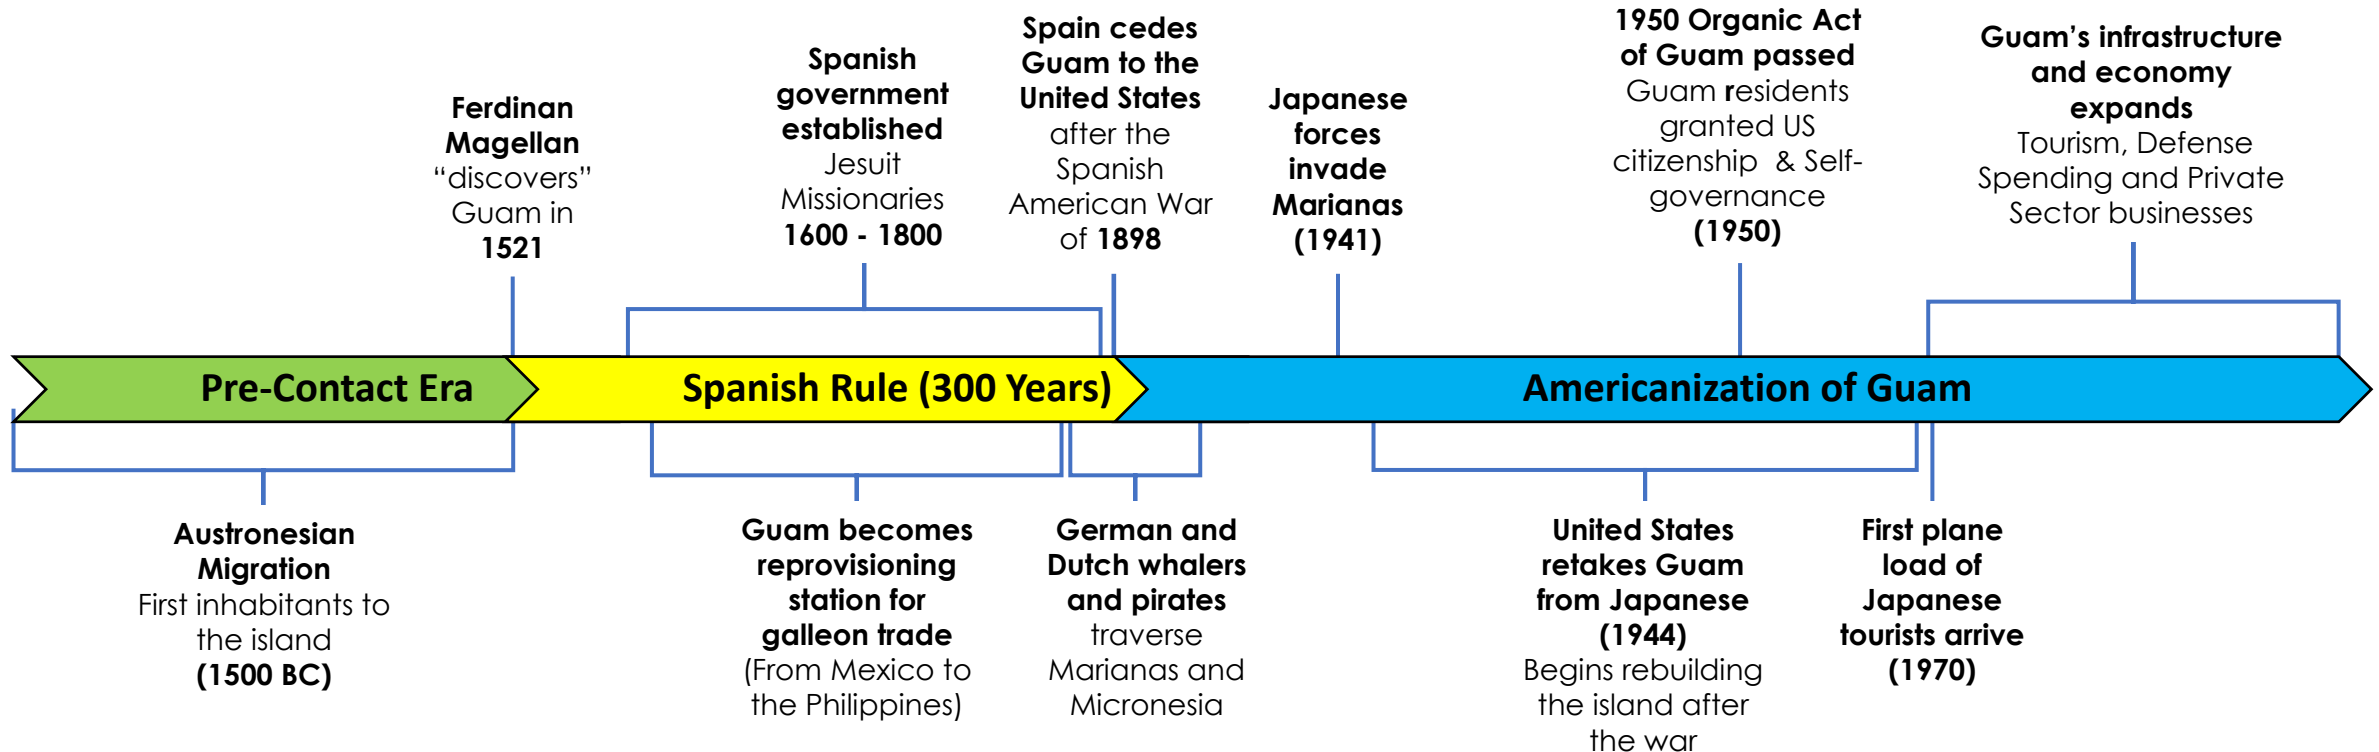 Ferdinan
Magellan
“discovers”
Guam in
1521
Spanish
government
established
Jesuit
Missionaries
1600 - 1800
Spain cedes
Guam to the
United States
after the
Spanish
American War
of 1898
Japanese
forces
invade
Marianas
(1941)
1950 Organic Act
of Guam passed
Guam residents
granted US
citizenship & Self-
governance
(1950)
Guam’s infrastructure
and economy
expands
Tourism, Defense
Spending and Private
Sector businesses
Pre-Contact Era
Spanish Rule (300 Years)
Americanization of Guam
Austronesian
Migration
First inhabitants to
the island
(1500 BC)
Guam becomes
reprovisioning
station for
galleon trade
(From Mexico to
the Philippines)
German and
Dutch whalers
and pirates
traverse
Marianas and
Micronesia
United States
retakes Guam
from Japanese
(1944)
Begins rebuilding
the island after
the war
First plane
load of
Japanese
tourists arrive
(1970)